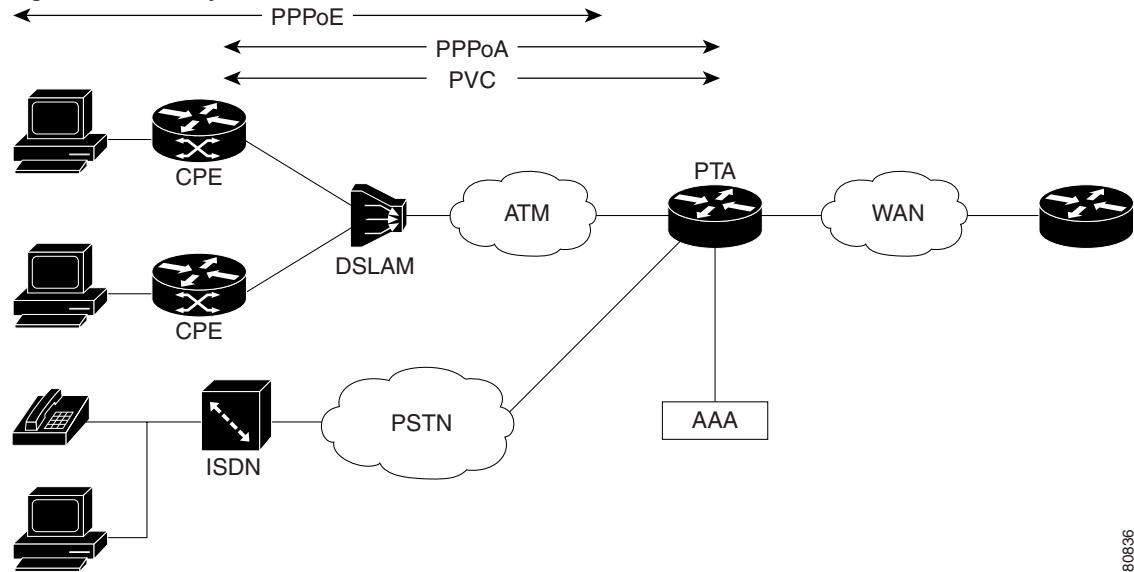 PPPoE
PPPoA
PVC
CPE
PTA
ATM
WAN
DSLAM
CPE
PSTN
AAA
ISDN
80836